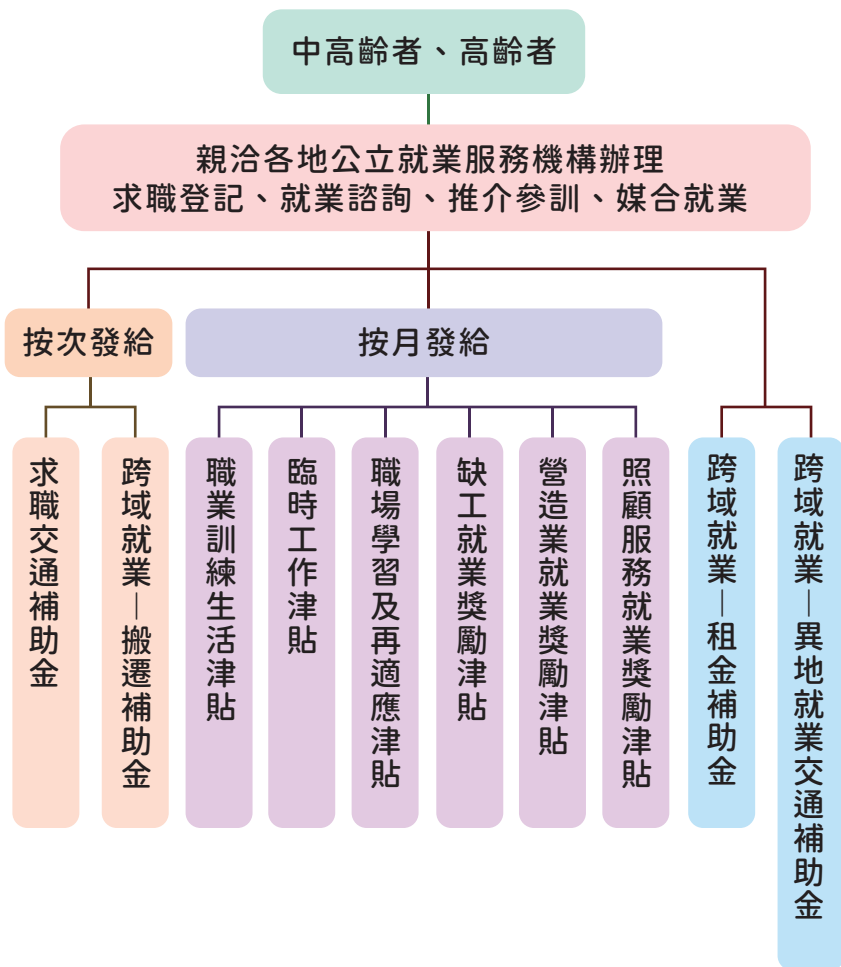 中高齡者、高齡者
親洽各地公立就業服務機構辦理
求職登記、就業諮詢、推介參訓、媒合就業
按次發給
按月發給
求職交通補助金
跨域就業—搬遷補助金
職業訓練生活津貼
臨時工作津貼
職場學習及再適應津貼
缺工就業獎勵津貼
營造業就業獎勵津貼
照顧服務就業獎勵津貼
跨域就業—租金補助金
跨域就業—異地就業交通補助金